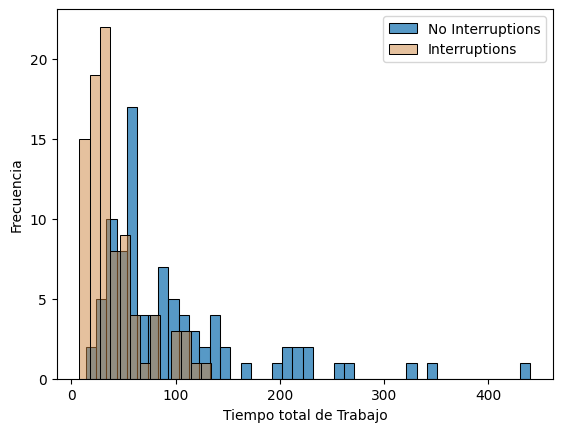 No Interruptions
Interruptions
Frecuencia
20
15
10
5
0
0 100 200 300 400
Tiempo total de Trabajo